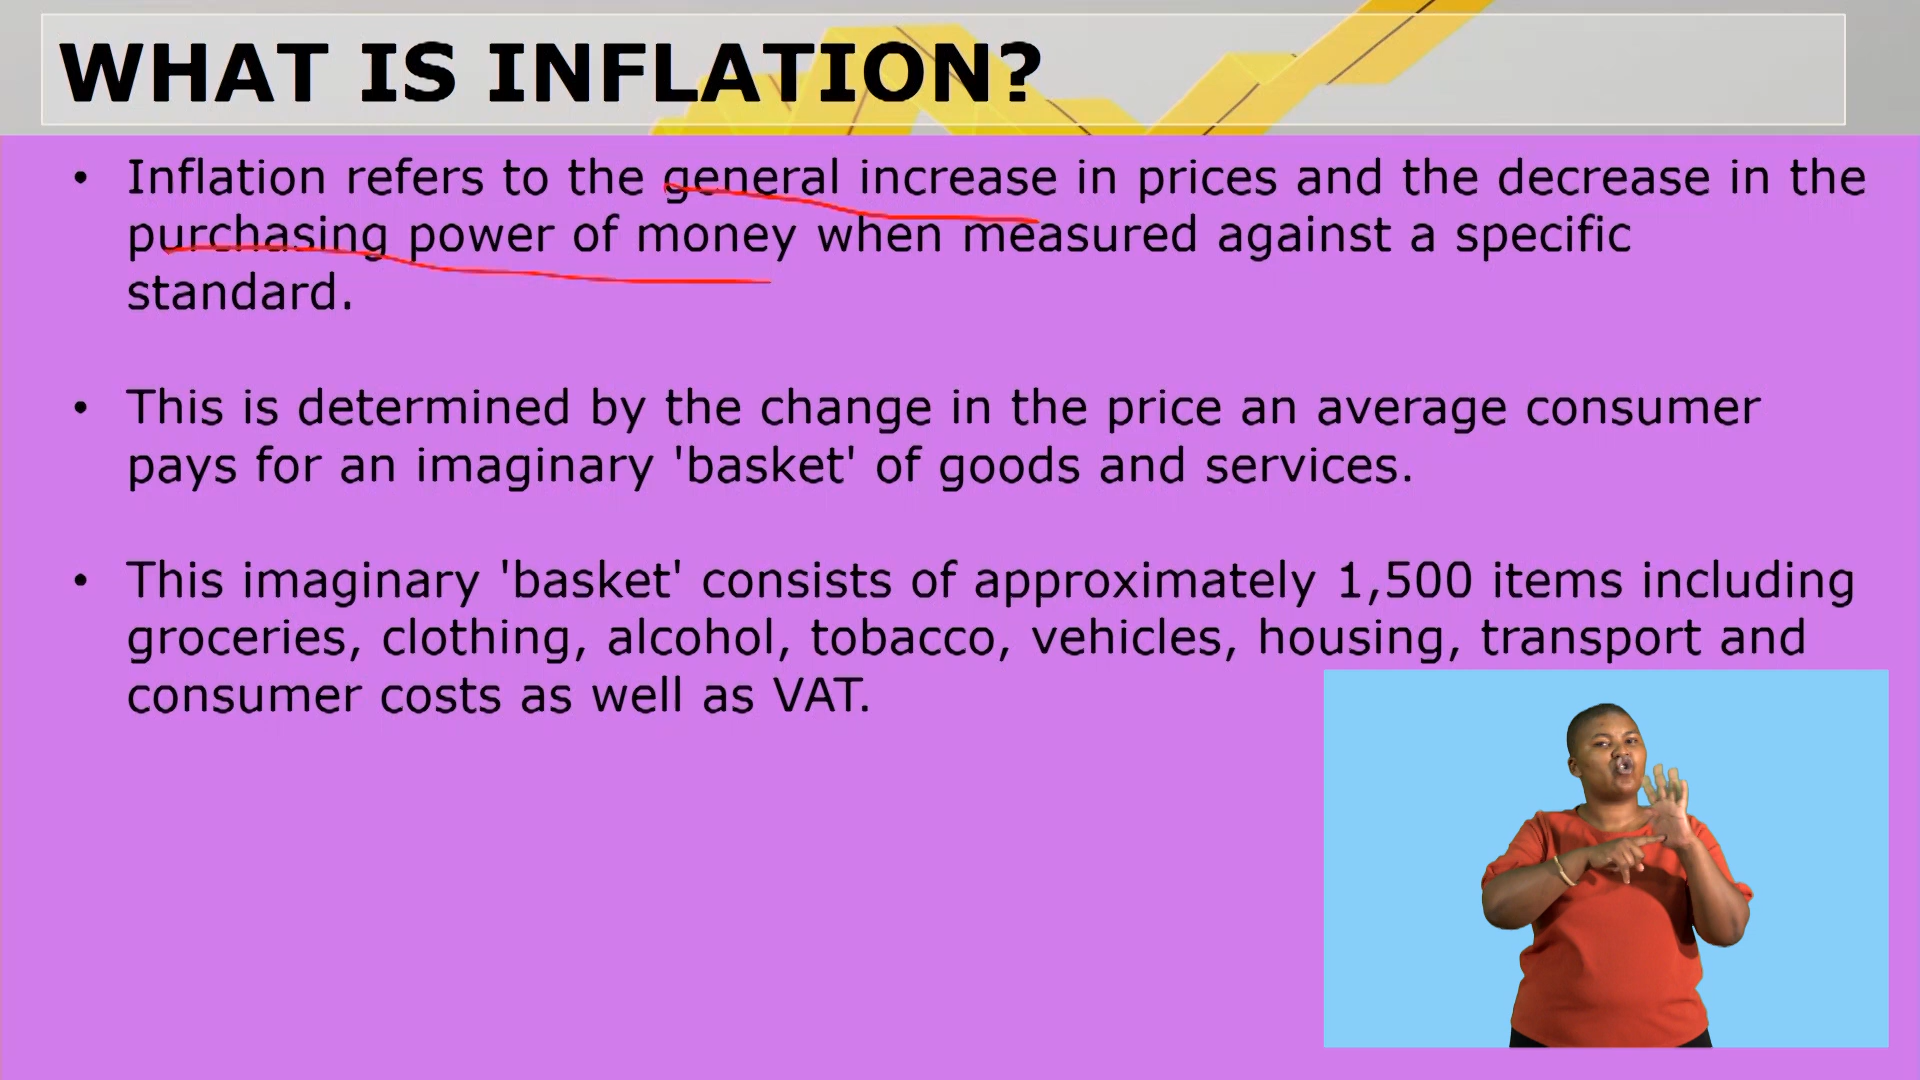 WHAT IS INFLATION?
• Inflation refers to the general increase in prices and the decrease in the
purchasing power of money when measured against a specific
standard.
• This is determined by the change in the price an average consumer
pays for an imaginary 'basket' of goods and services.
• This imaginary 'basket' consists of approximately 1,500 items including
groceries, clothing, alcohol, tobacco, vehicles, housing, transport and
consumer costs as well as VAT.